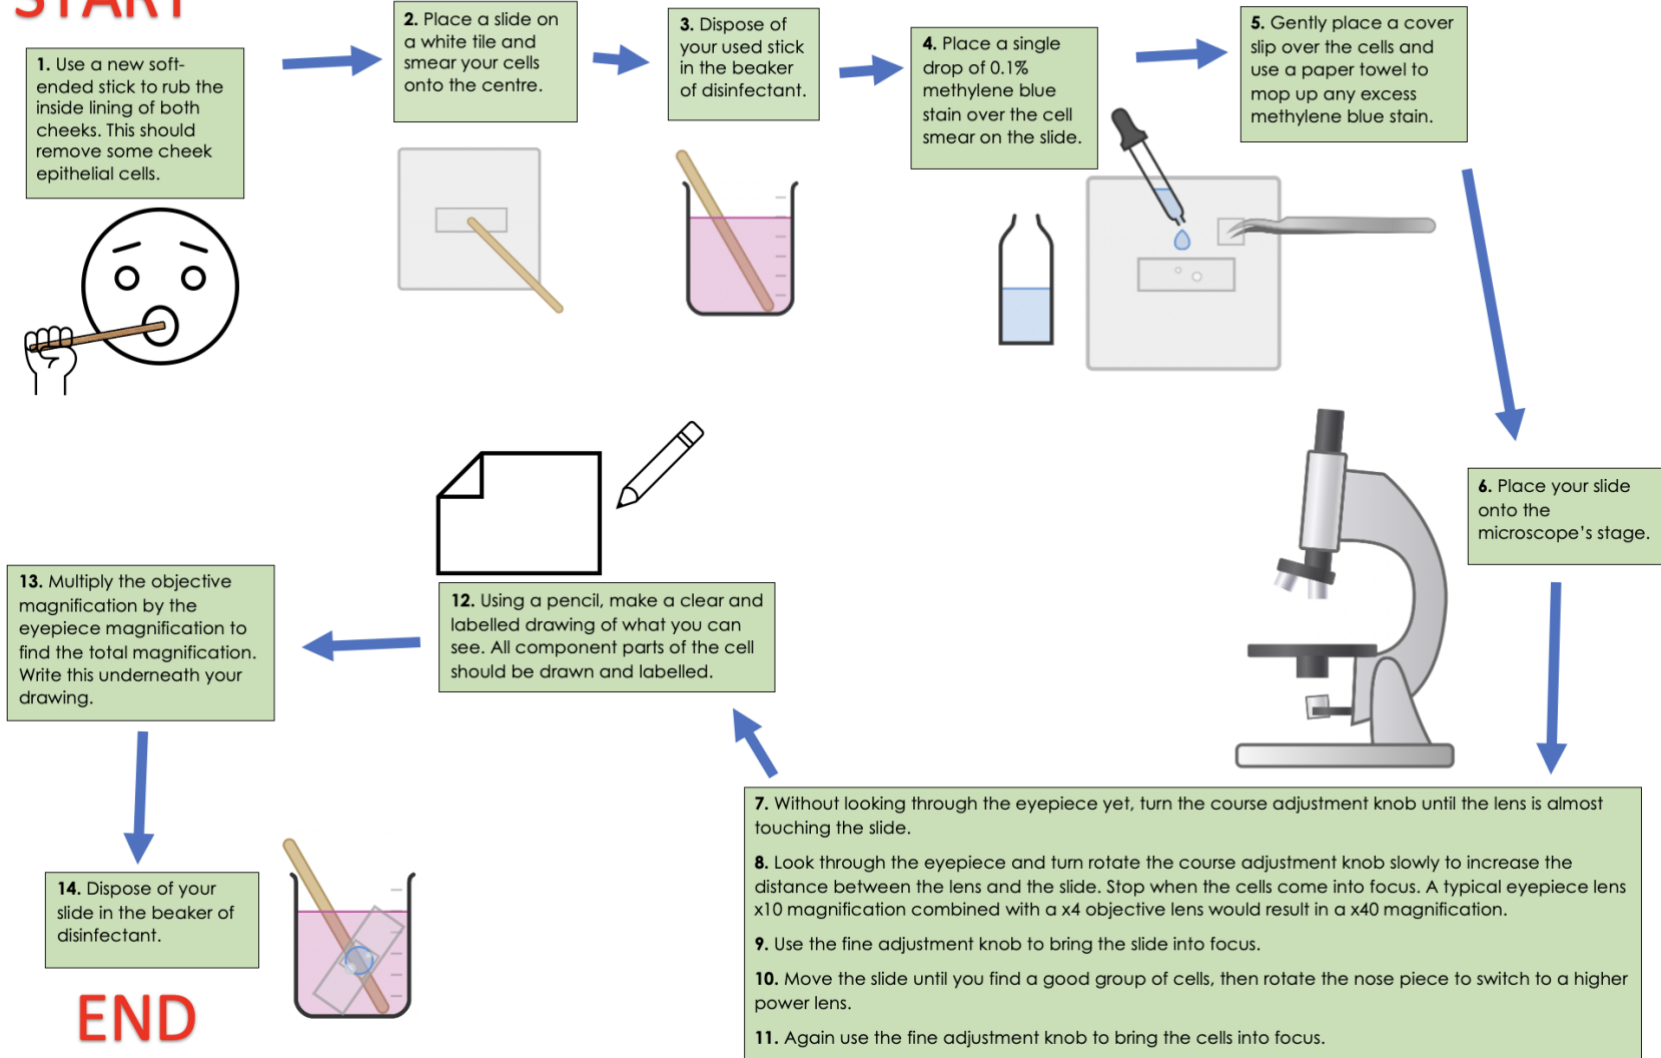 START
1. Use a new soft-
ended stick to rub the
inside lining of both
cheeks. This should
remove some cheek
epithelial cells.
2. Place a slide on
a white tile and
smear your cells
onto the centre.
3. Dispose of
your used stick
in the beaker
of disinfectant.
4. Place a single
drop of 0.1%
methylene blue
stain over the cell
smear on the slide.
5. Gently place a cover
slip over the cells and
use a paper towel to
mop up any excess
methylene blue stain.
6. Place your slide
onto the
microscope's stage.
7. Without looking through the eyepiece yet, turn the course adjustment knob until the lens is almost
touching the slide.
8. Look through the eyepiece and turn rotate the course adjustment knob slowly to increase the
distance between the lens and the slide. Stop when the cells come into focus. A typical eyepiece lens
x10 magnification combined with a x4 objective lens would result in a x40 magnification.
9. Use the fine adjustment knob to bring the slide into focus.
10. Move the slide until you find a good group of cells, then rotate the nose piece to switch to a higher
power lens.
11. Again use the fine adjustment knob to bring the cells into focus.
12. Using a pencil, make a clear and
labelled drawing of what you can
see. All component parts of the cell
should be drawn and labelled.
13. Multiply the objective
magnification by the
eyepiece magnification to
find the total magnification.
Write this underneath your
drawing.
14. Dispose of your
slide in the beaker of
disinfectant.
END